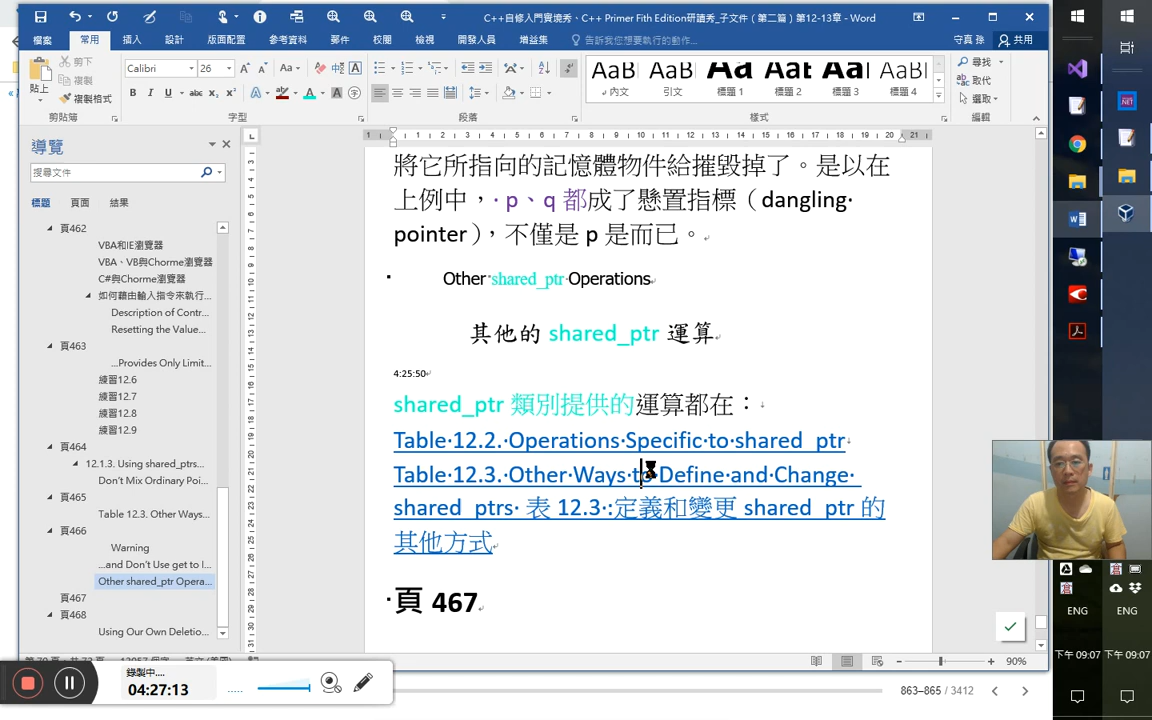 C++自修入門實境秀、C++ Primer Fith Edition研讀秀_子文件（第二篇）第12-13章 - Word
檔案 常用 插入 設計 版面配置 參考資料 郵件 校閱 檢視 開發人員 增益集 告訴我您想要執行的動作... 守真 孫 共用
貼上 剪下 複製 複製格式
Calibri 26
AaB AaB Aa Aat Aal AaBl
內文 引文 標題 1 標題 2 標題 3 標題 4
尋找 取代 選取
剪貼簿 字型 段落 樣式 編輯
導覽
搜尋文件
標題 頁面 結果
頁462
VBA和IE瀏覽器
VBA、VB與Chorme瀏覽器
C#與Chorme瀏覽器
如何藉由輸入指令來執行...
Description of Contr...
Resetting the Value...
頁463
...Provides Only Limit...
練習12.6
練習12.7
練習12.8
練習12.9
頁464
12.1.3. Using shared_ptrs...
Don't Mix Ordinary Poi...
頁465
Table 12.3. Other Ways...
頁466
Warning
...and Don't Use get to I...
Other shared_ptr Opera...
頁467
頁468
Using Our Own Deletio...
將它所指向的記憶體物件給摧毀掉了。是以在
上例中，p、q 都成了懸置指標（dangling
pointer），不僅是 p 是而已。
Other shared_ptr Operations
其他的 shared_ptr 運算
4:25:50
shared_ptr 類別提供的運算都在：
Table 12.2. Operations Specific to shared_ptr
Table 12.3. Other Ways to Define and Change
shared_ptrs 表 12.3 :定義和變更 shared_ptr 的
其他方式
頁 467
90%
錄製中....
04:27:13
863–865 / 3412
ENG ENG
下午 09:07 下午 09:07